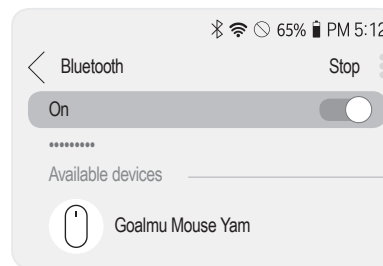 65% PM 5:12
Bluetooth Stop
On
•••••••••
Available devices
Goalmu Mouse Yam